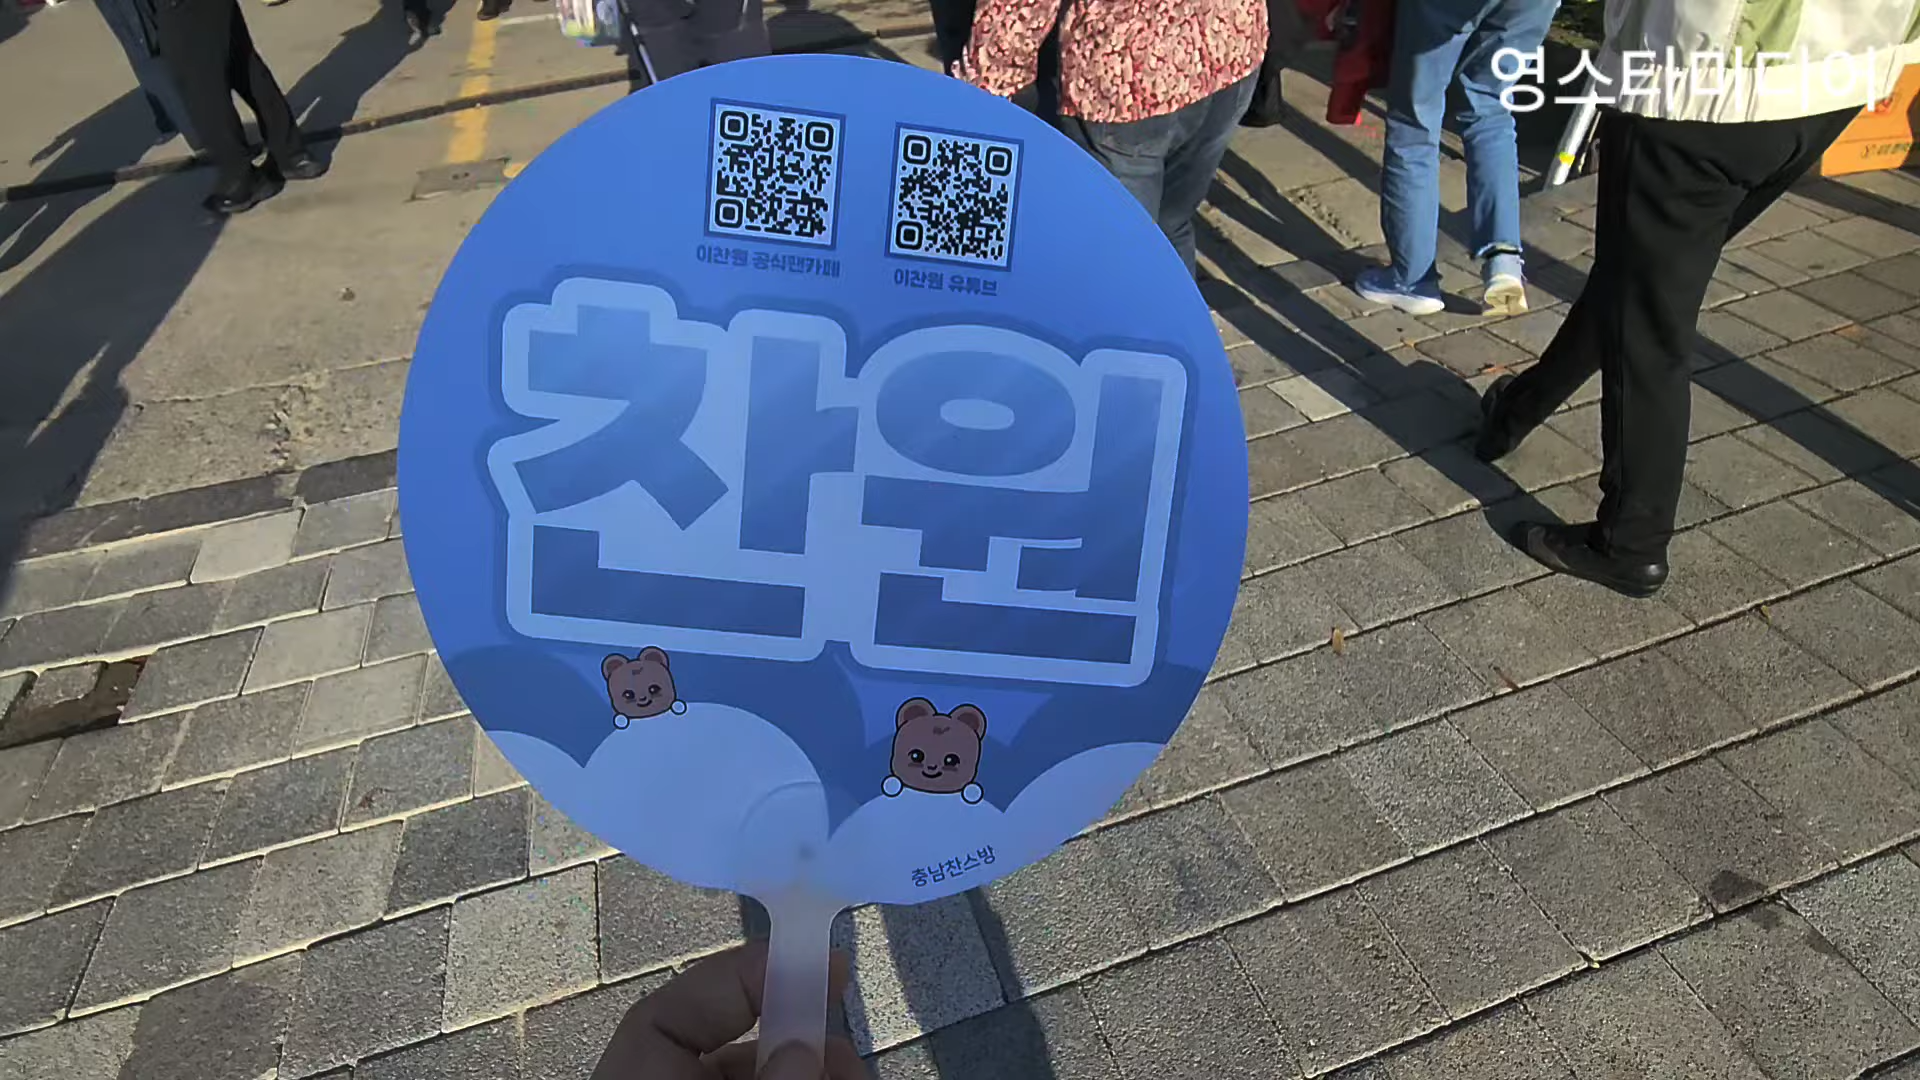 영스타미디어
이찬원 공식팬카페
이찬원 유튜브
찬원
충남찬스방